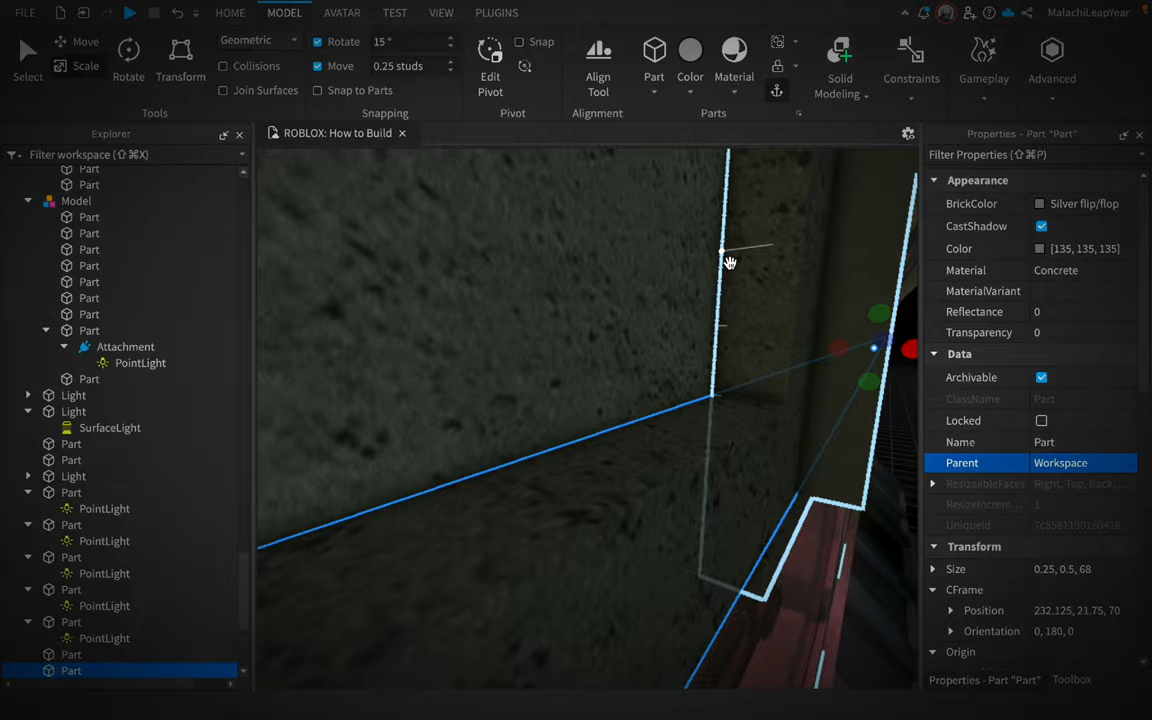 FILE HOME MODEL AVATAR TEST VIEW PLUGINS MalachiLeapYear
Select Move Scale Rotate Transform
Geometric
Collisions
Join Surfaces
Rotate 15 °
Move 0.25 studs
Snap to Parts
Edit Pivot
Snap
Align Tool
Part Color Material
Solid Modeling
Constraints
Gameplay
Advanced
Tools Snapping Pivot Alignment Parts
Explorer
Filter workspace (⇧⌘X)
Part
Part
Model
Part
Part
Part
Part
Part
Part
Part
Part
Attachment
PointLight
Part
Light
Light
SurfaceLight
Part
Part
Light
Part
PointLight
Part
PointLight
Part
PointLight
Part
PointLight
Part
PointLight
Part
Part
ROBLOX: How to Build
Properties - Part "Part"
Filter Properties (⇧⌘P)
Appearance
BrickColor Silver flip/flop
CastShadow
Color [135, 135, 135]
Material Concrete
MaterialVariant
Reflectance 0
Transparency 0
Data
Archivable
ClassName Part
Locked
Name Part
Parent Workspace
ResizeableFaces Right, Top, Back,
ResizeIncrem... 1
UniqueId 7c8581190160416
Transform
Size 0.25, 0.5, 68
CFrame
Position 232.125, 21.75, 70
Orientation 0, 180, 0
Origin
Properties - Part "Part" Toolbox